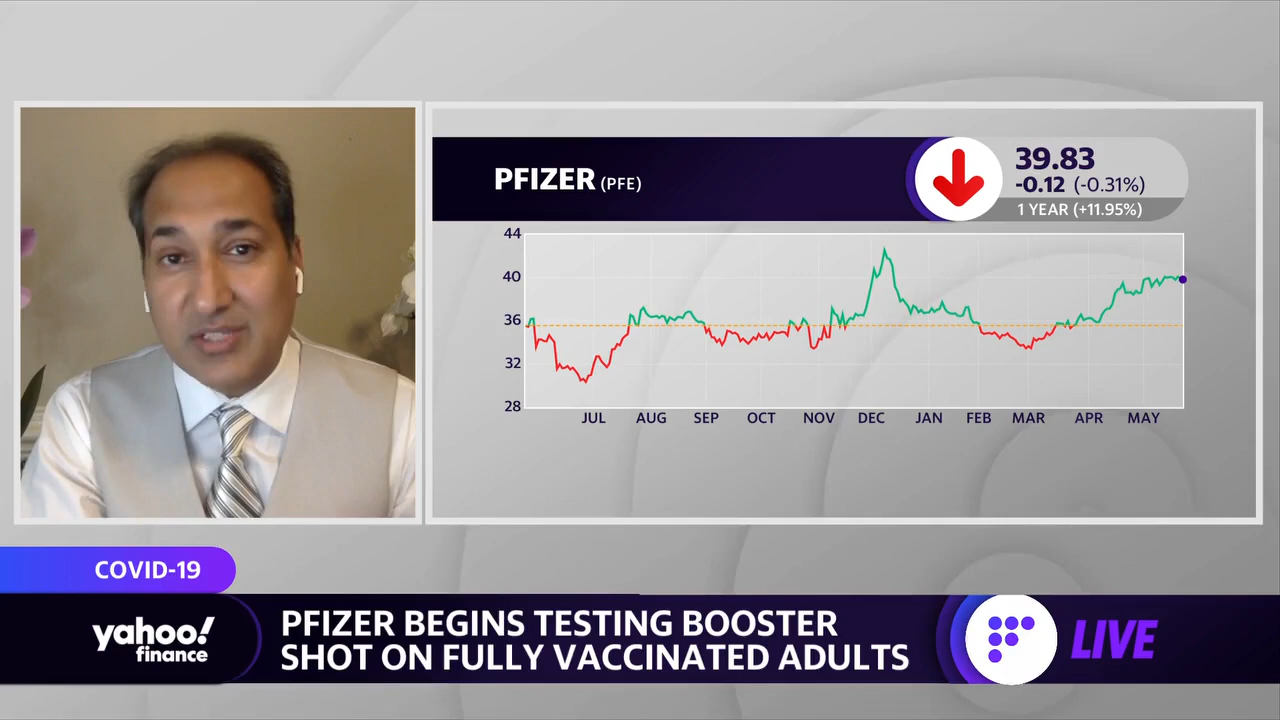 PFIZER (PFE)
39.83
-0.12 (-0.31%)
1 YEAR (+11.95%)
44
40
36
32
28
JUL AUG SEP OCT NOV DEC JAN FEB MAR APR MAY
COVID-19
yahoo!
finance
PFIZER BEGINS TESTING BOOSTER
SHOT ON FULLY VACCINATED ADULTS
LIVE